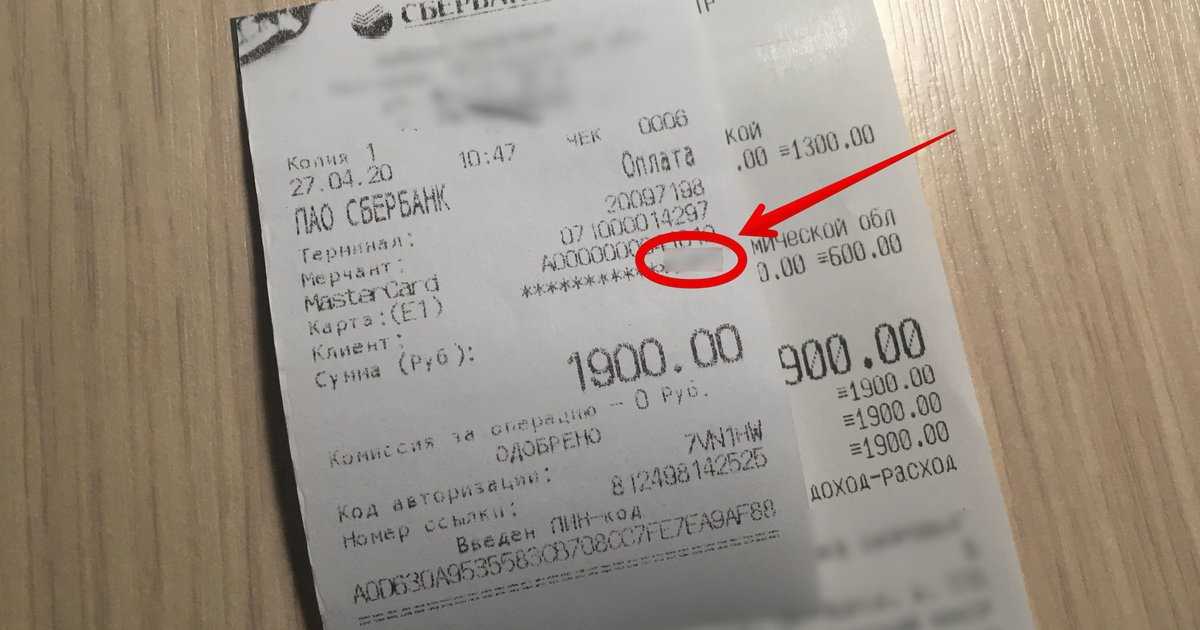 СБЕРБАНК
Копия 1
27.04.20 10:47 ЧЕК 0006
ПАО СБЕРБАНК Оплата
Терминал: 20097198
Мерчант: 071000014297
MasterCard A0000000041010
Карта:(E1) ***********
Клиент:
Сумма (Руб):
1900.00
Комиссия за операцию – 0 Руб.
ОДОБРЕНО
Код авторизации: 7VN1HW
Номер ссылки: 812498142525
Введен ПИН-код
A0D630A9535583CB708CC7FE7EA9AF88
КОЙ
.00 ≡1300.00
мической обл
0.00 ≡600.00
900.00
≡1900.00
≡1900.00
≡1900.00
ДОХОД-РАСХОД